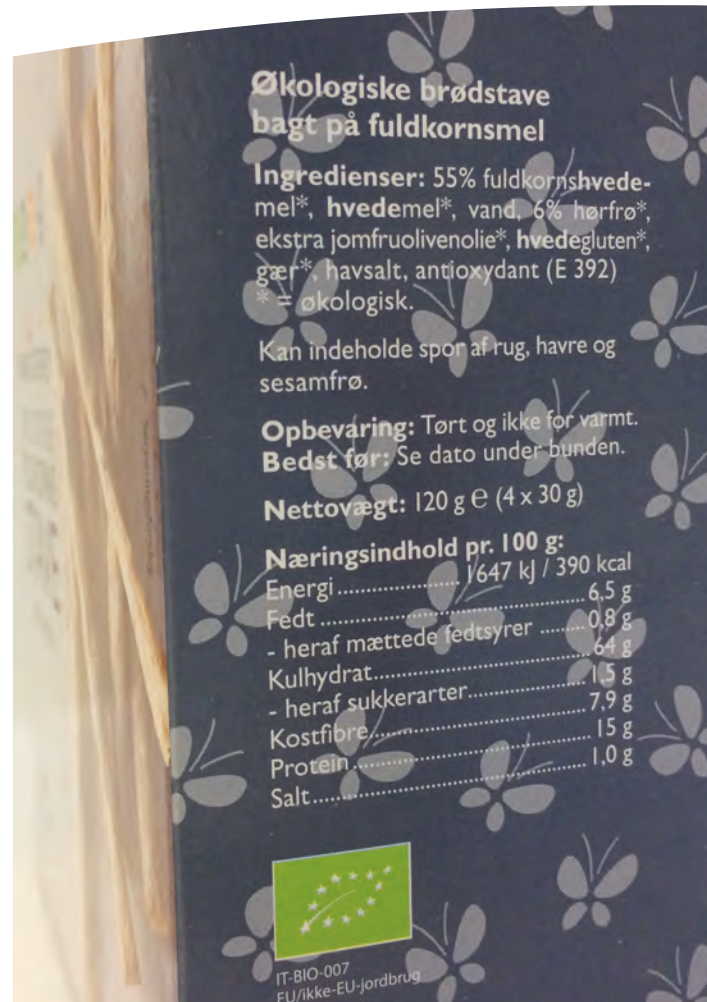 Økologiske brødstave
bagt på fuldkornsmel
Ingredienser: 55% fuldkornshvede-
mel*, hvedemel*, vand, 6% hørfrø*,
ekstra jomfruolivenolie*, hvedegluten*,
gær*, havsalt, antioxydant (E 392)
* = økologisk.
Kan indeholde spor af rug, havre og
sesamfrø.
Opbevaring: Tørt og ikke for varmt.
Bedst før: Se dato under bunden.
Nettovægt: 120 g ℮ (4 x 30 g)
Næringsindhold pr. 100 g:
Energi.................... 1647 kJ / 390 kcal
Fedt ........................................ 6,5 g
- heraf mættede fedtsyrer ....... 0,8 g
Kulhydrat................................. 64 g
- heraf sukkerarter................... 1,5 g
Kostfibre................................. 7,9 g
Protein.................................... 15 g
Salt......................................... 1,0 g
IT-BIO-007
EU/ikke-EU-jordbrug